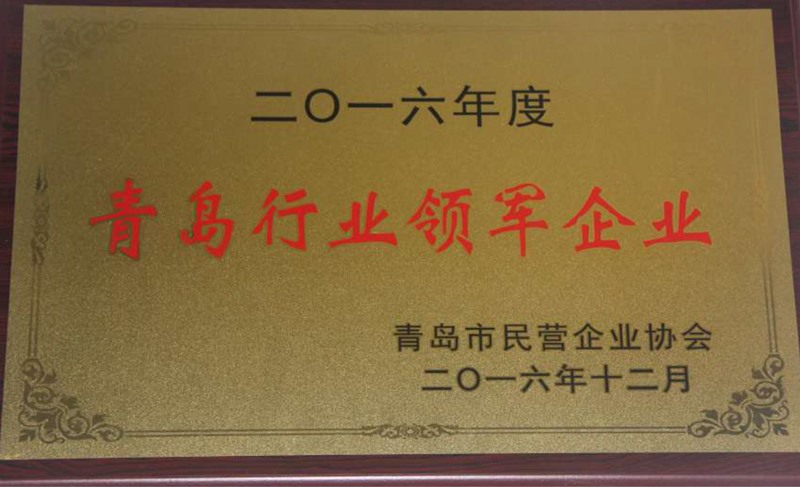 二〇一六年度
青岛行业领军企业
青岛市民营企业协会
二〇一六年十二月